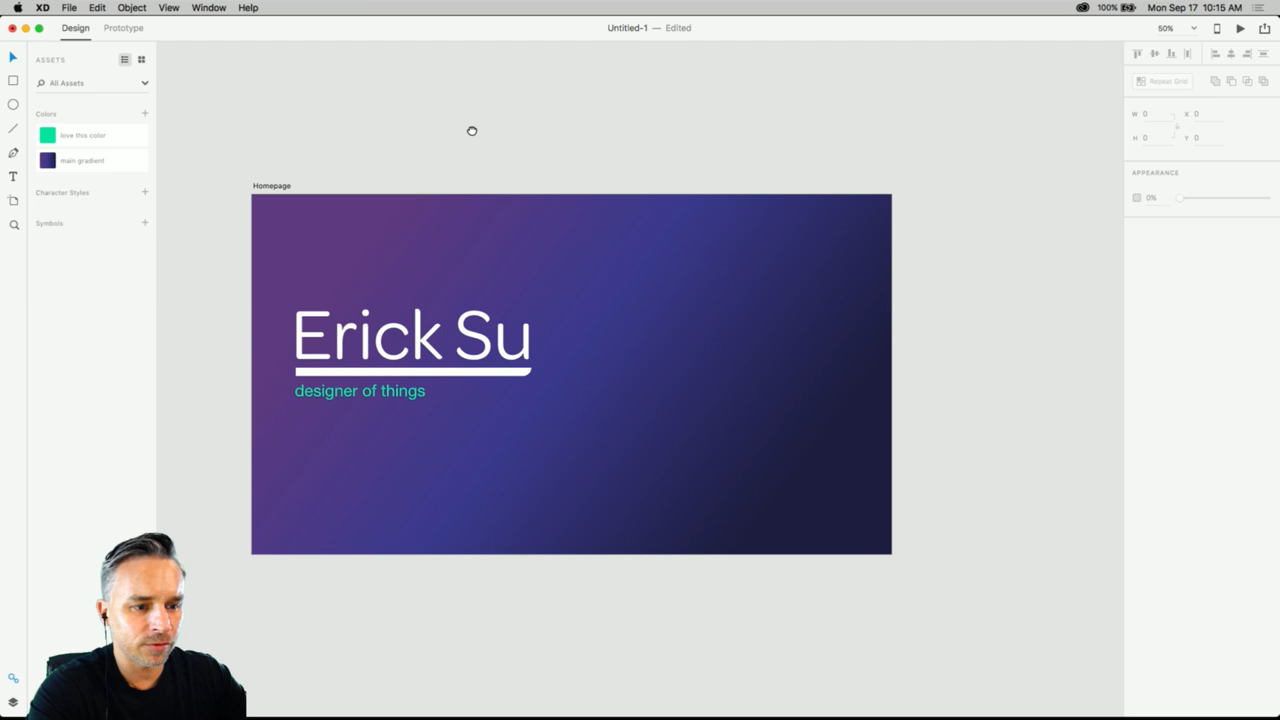 XD File Edit Object View Window Help
100% Mon Sep 17 10:15 AM
Design Prototype
Untitled-1 — Edited
50%
ASSETS
All Assets
Colors +
love this color
main gradient
Character Styles +
Symbols +
Homepage
Erick Su
designer of things
Repeat Grid
W 0 X 0
H 0 Y 0
APPEARANCE
0%